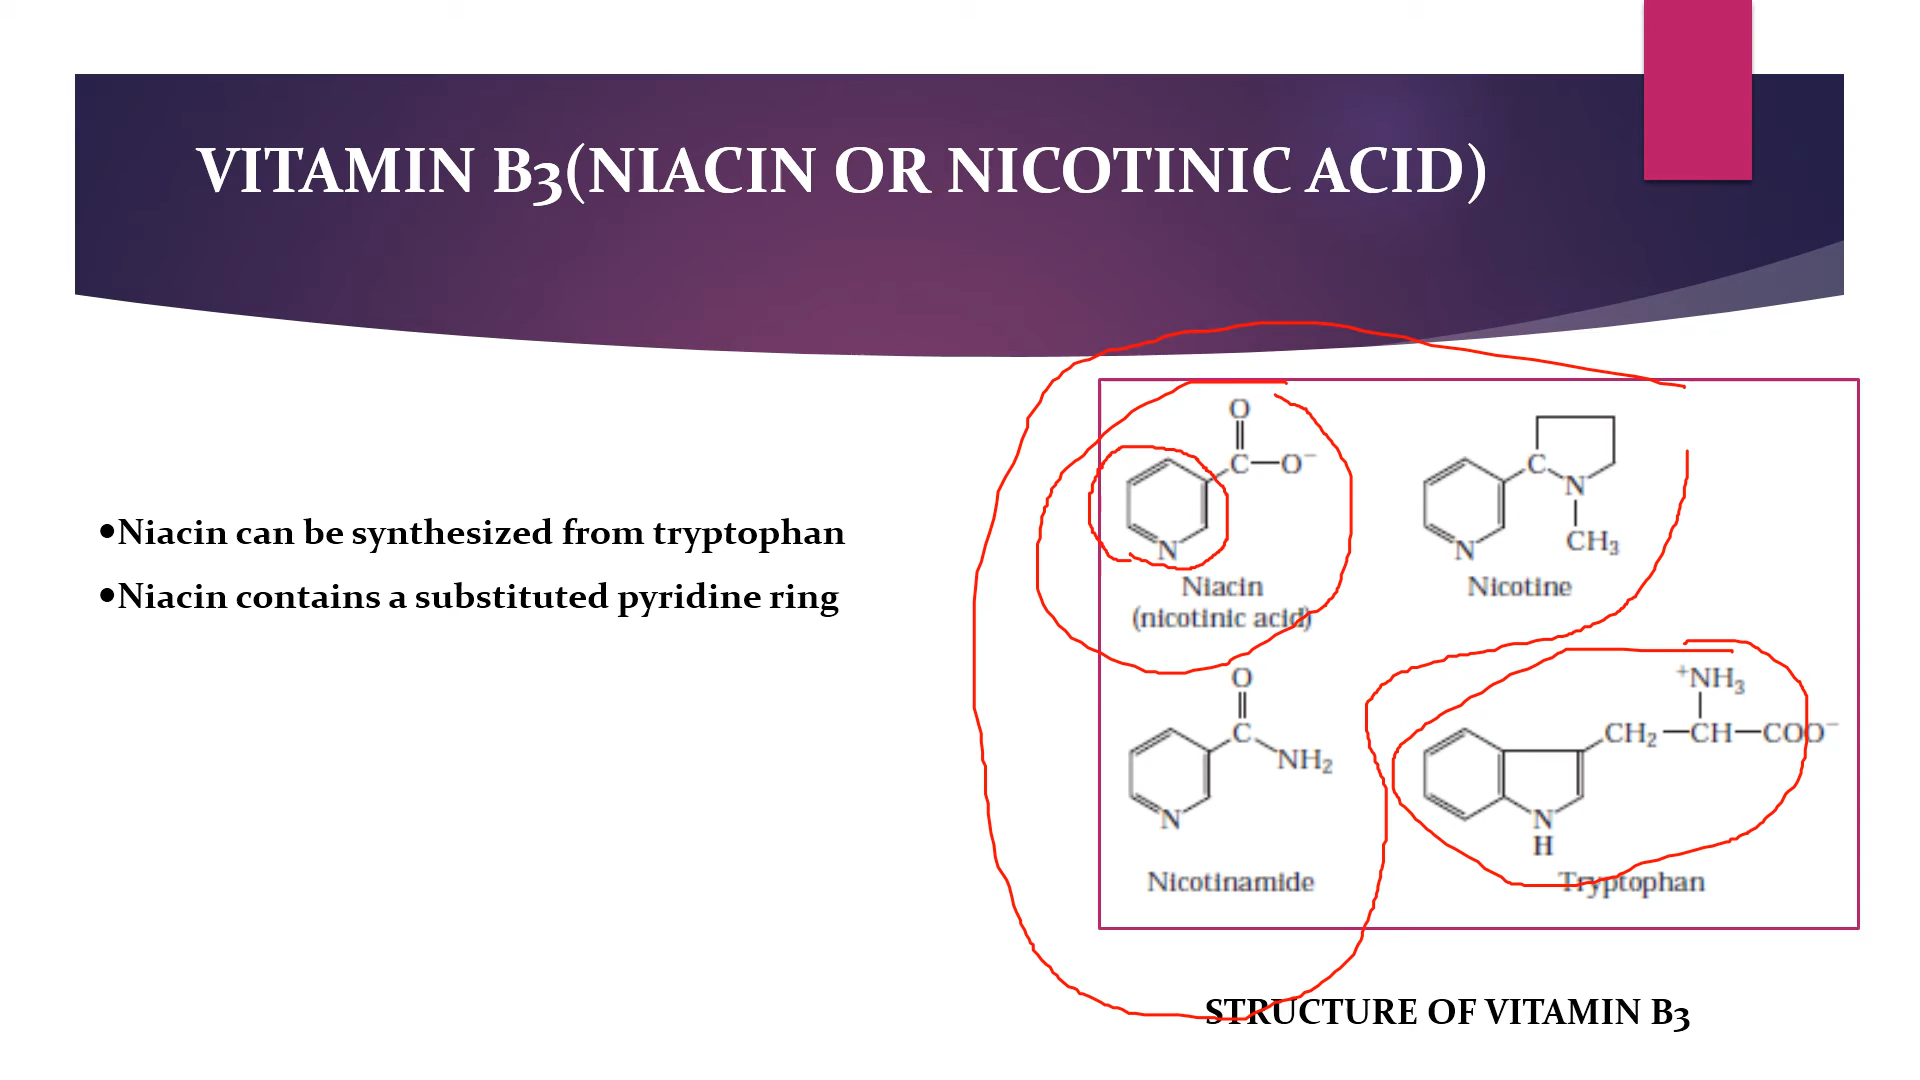 VITAMIN B3(NIACIN OR NICOTINIC ACID)
•Niacin can be synthesized from tryptophan
•Niacin contains a substituted pyridine ring
O
C—O⁻
N
Niacin
(nicotinic acid)
C
N
CH₃
N
Nicotine
O
C
NH₂
N
Nicotinamide
⁺NH₃
CH₂—CH—COO⁻
N
H
Tryptophan
STRUCTURE OF VITAMIN B3